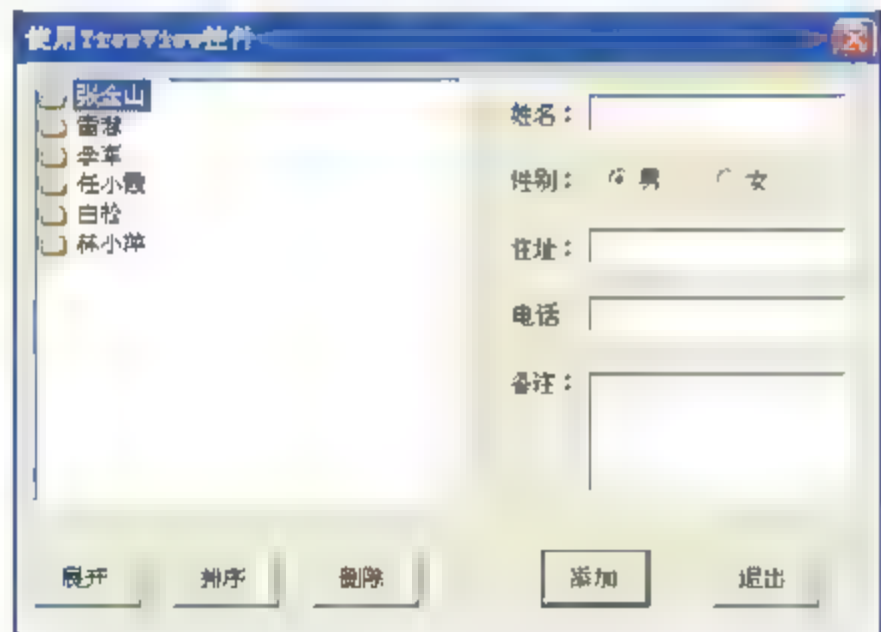 使用TreeView控件
张金山
雷慧
李军
任小霞
白松
林小萍
姓名：
性别： 男 女
住址：
电话
备注：
展开 排序 删除 添加 退出